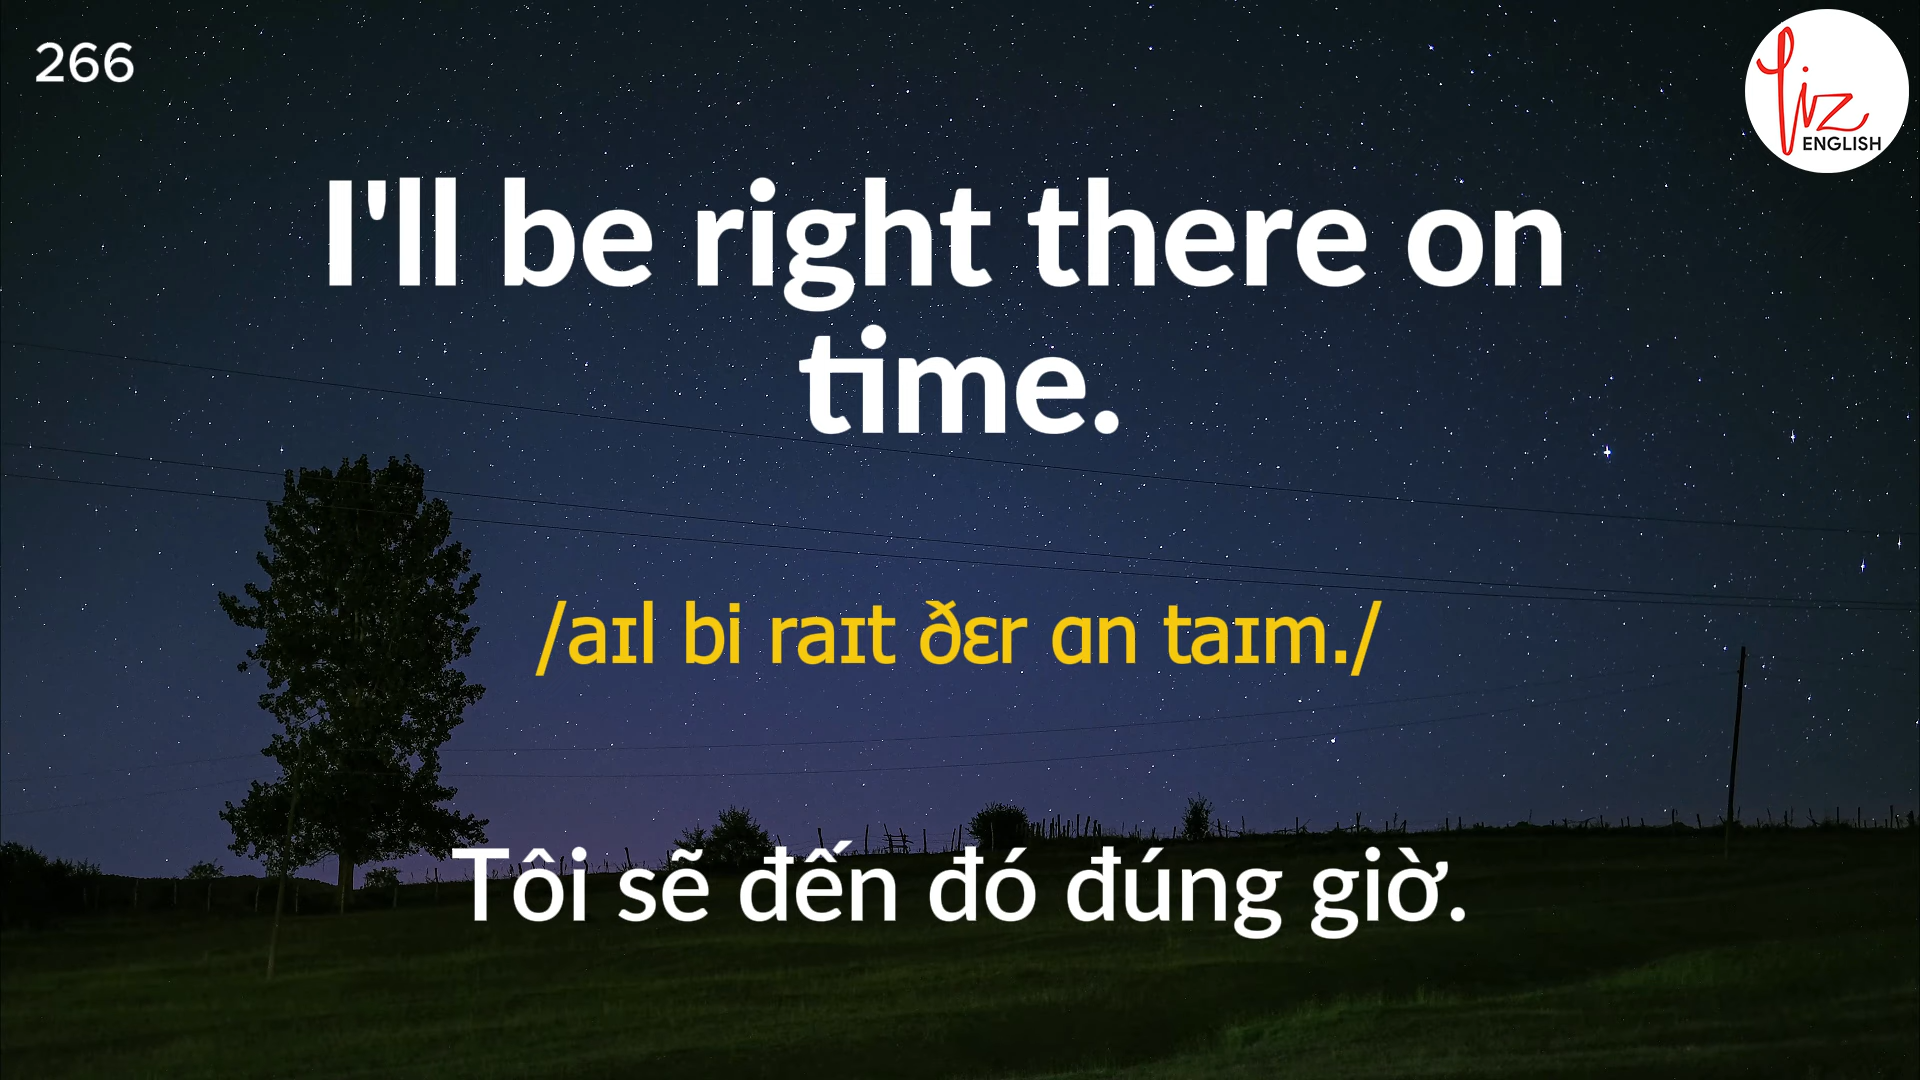 266
Liz
ENGLISH
I'll be right there on
time.
/aɪl bi raɪt ðɛr ɑn taɪm./
Tôi sẽ đến đó đúng giờ.